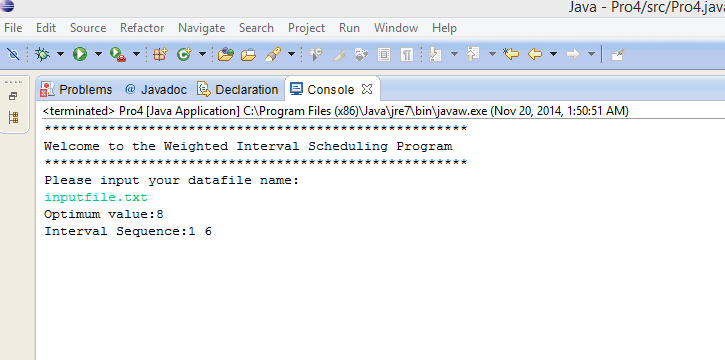 Java - Pro4/src/Pro4.java
File Edit Source Refactor Navigate Search Project Run Window Help
Problems @ Javadoc Declaration Console
<terminated> Pro4 [Java Application] C:\Program Files (x86)\Java\jre7\bin\javaw.exe (Nov 20, 2014, 1:50:51 AM)
****************************************************
Welcome to the Weighted Interval Scheduling Program
****************************************************
Please input your datafile name:
inputfile.txt
Optimum value:8
Interval Sequence:1 6